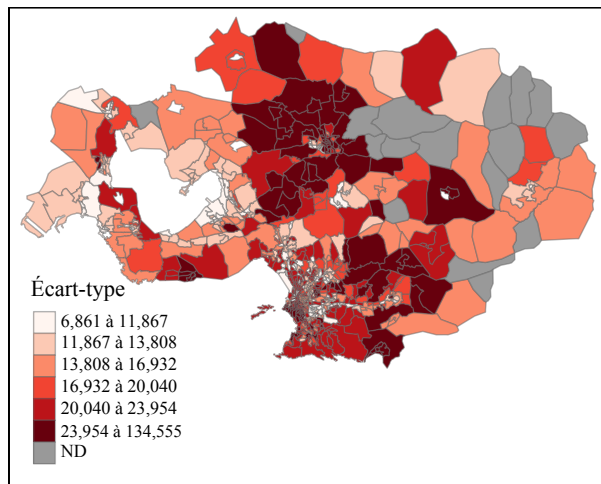 Écart-type
6,861 à 11,867
11,867 à 13,808
13,808 à 16,932
16,932 à 20,040
20,040 à 23,954
23,954 à 134,555
ND